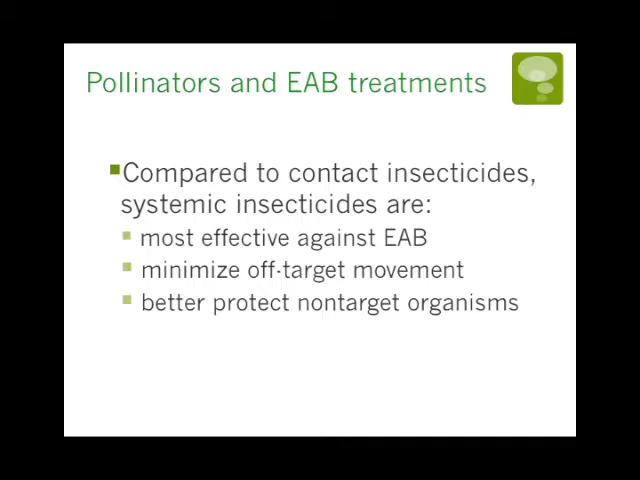 Pollinators and EAB treatments
Compared to contact insecticides,
systemic insecticides are:
most effective against EAB
minimize off-target movement
better protect nontarget organisms